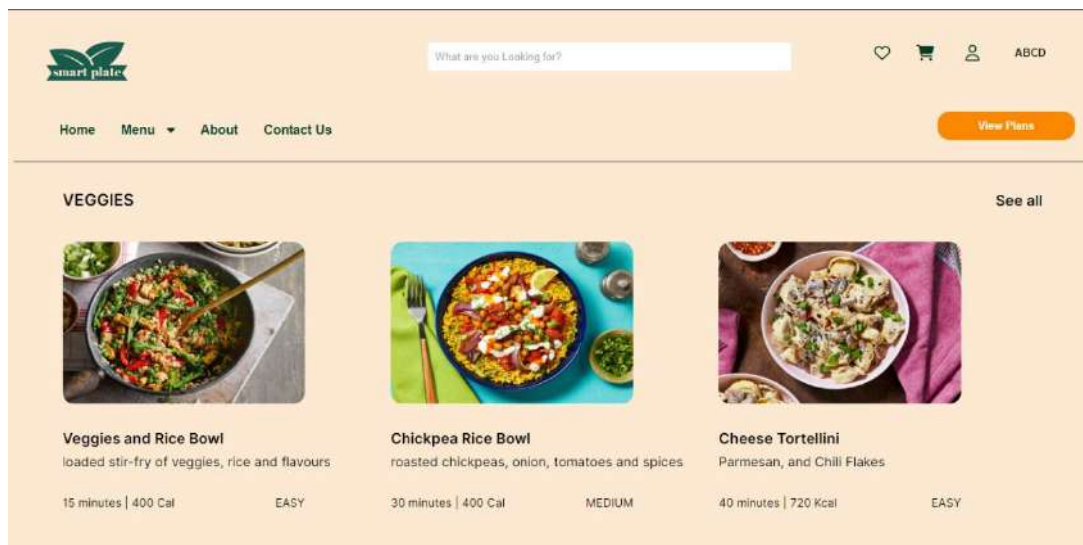 smart plate
What are you Looking for?
ABCD
Home Menu About Contact Us
View Plans
VEGGIES
See all
Veggies and Rice Bowl
loaded stir-fry of veggies, rice and flavours
15 minutes | 400 Cal EASY
Chickpea Rice Bowl
roasted chickpeas, onion, tomatoes and spices
30 minutes | 400 Cal MEDIUM
Cheese Tortellini
Parmesan, and Chili Flakes
40 minutes | 720 Kcal EASY